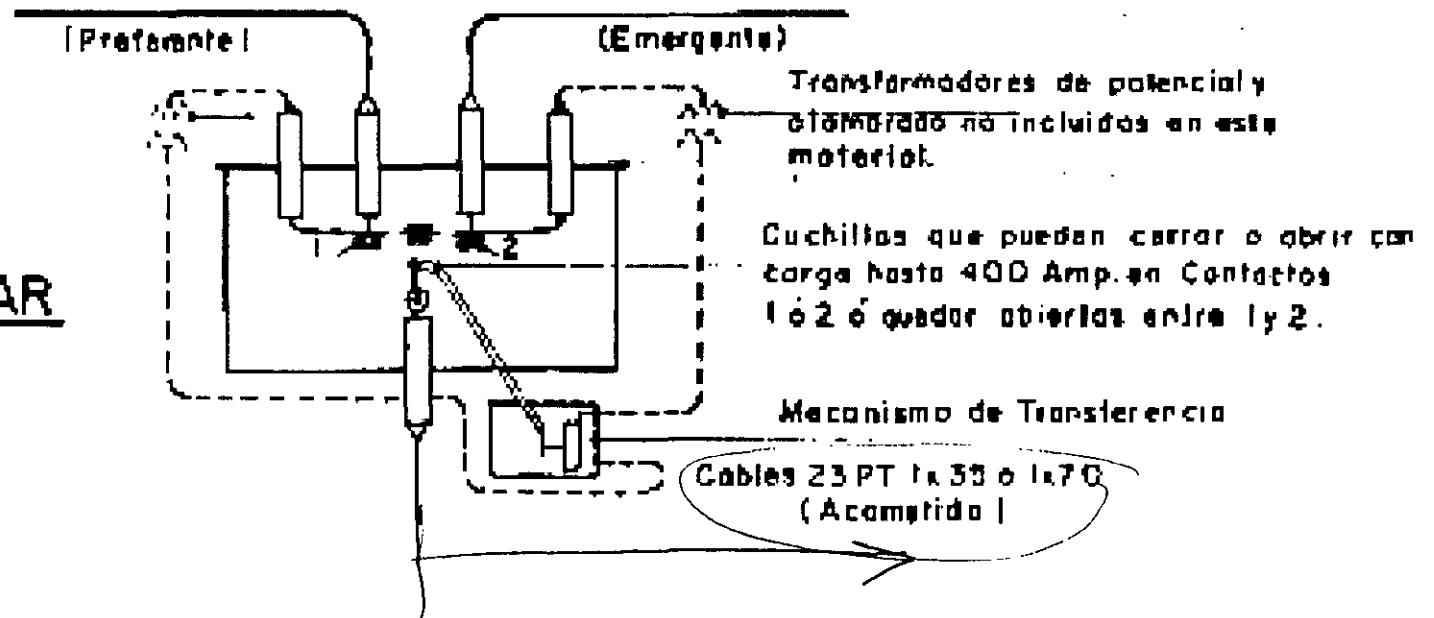 (Preferente)
(Emergente)
Transformadores de potencial y
alambrado no incluidos en este
material.
1
2
Cuchillas que pueden cerrar o abrir con
carga hasta 400 Amp. en Contactos
1 ó 2 ó quedar abiertas entre 1 y 2.
AR
Mecanismo de Transferencia
Cables 23 PT 1x35 o 1x70
(Acometida)